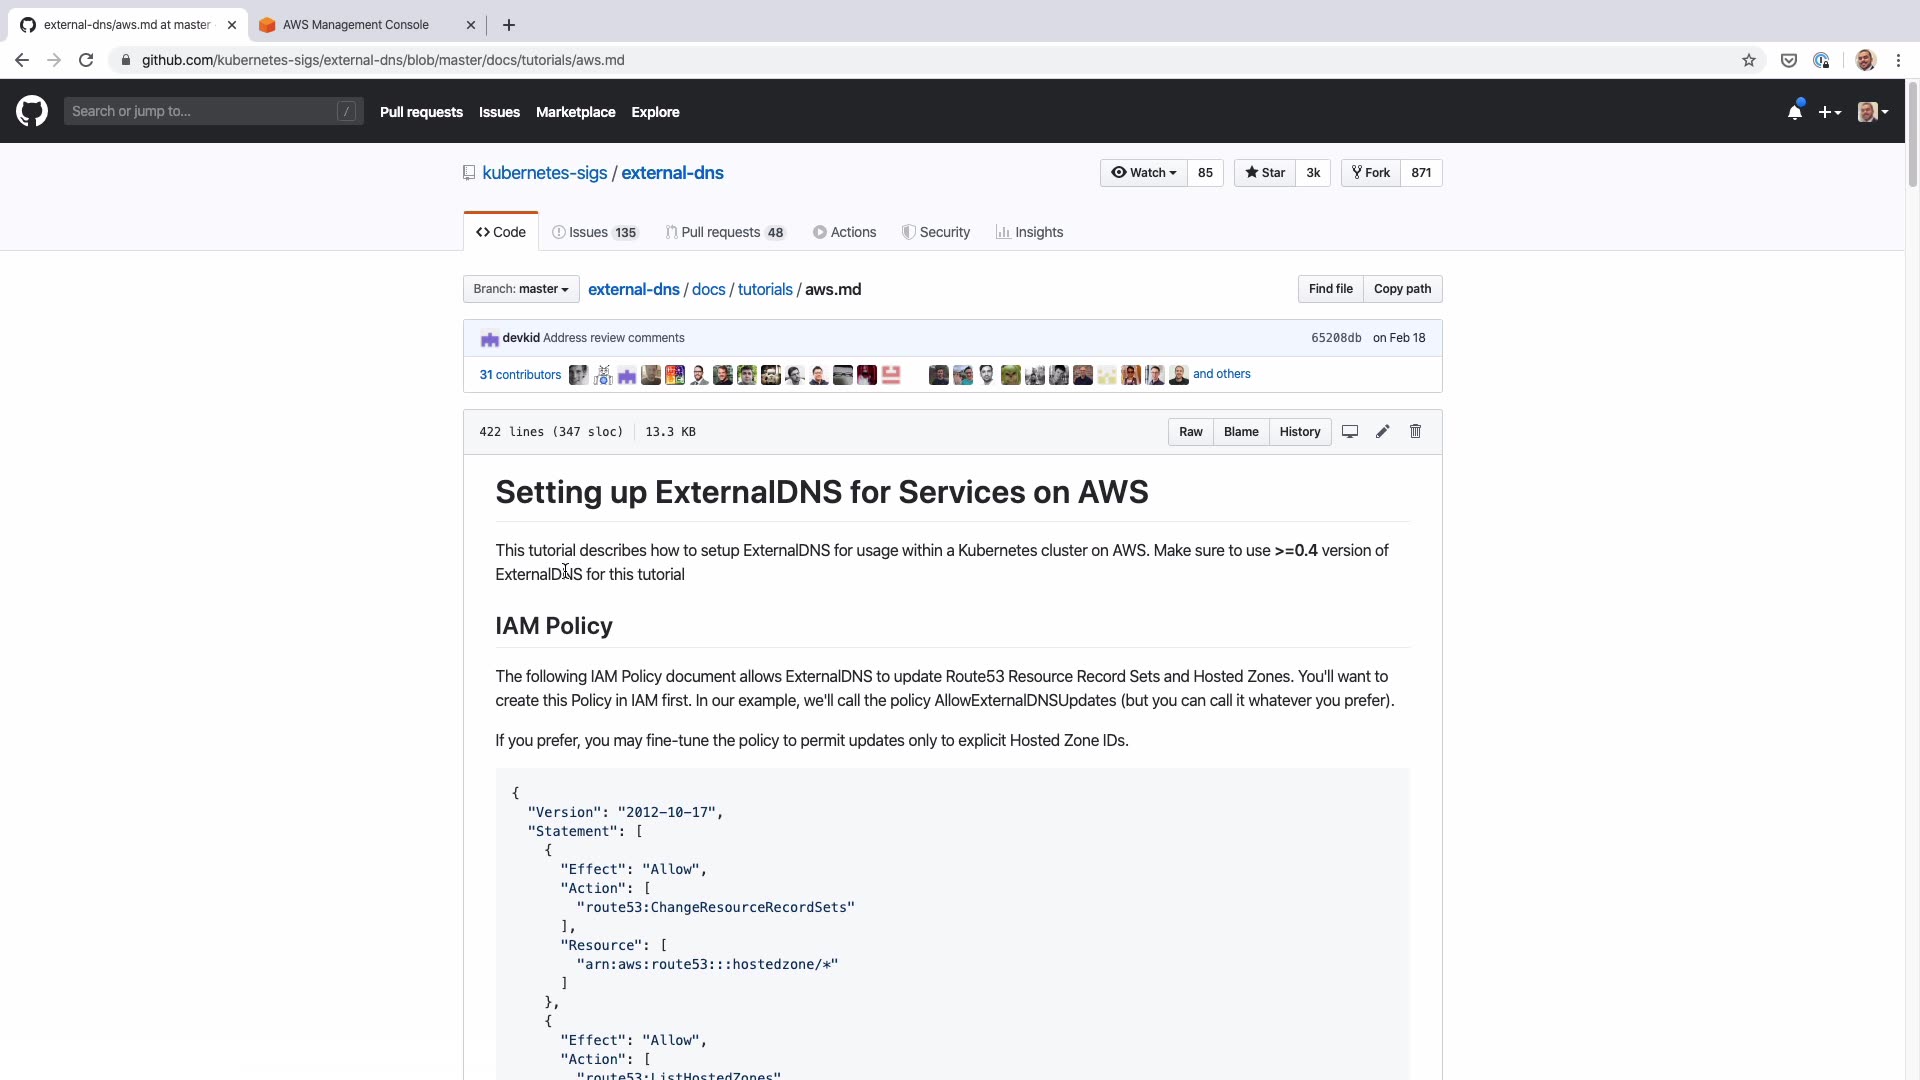 external-dns/aws.md at master
AWS Management Console
github.com/kubernetes-sigs/external-dns/blob/master/docs/tutorials/aws.md
Search or jump to...
/
Pull requests
Issues
Marketplace
Explore
kubernetes-sigs / external-dns
Watch
85
Star
3k
Fork
871
Code
Issues 135
Pull requests 48
Actions
Security
Insights
Branch: master
external-dns / docs / tutorials / aws.md
Find file
Copy path
devkid Address review comments
65208db on Feb 18
31 contributors
and others
422 lines (347 sloc)
13.3 KB
Raw
Blame
History
Setting up ExternalDNS for Services on AWS
This tutorial describes how to setup ExternalDNS for usage within a Kubernetes cluster on AWS. Make sure to use >=0.4 version of
ExternalDNS for this tutorial
IAM Policy
The following IAM Policy document allows ExternalDNS to update Route53 Resource Record Sets and Hosted Zones. You'll want to
create this Policy in IAM first. In our example, we'll call the policy AllowExternalDNSUpdates (but you can call it whatever you prefer).
If you prefer, you may fine-tune the policy to permit updates only to explicit Hosted Zone IDs.
{
"Version": "2012-10-17",
"Statement": [
{
"Effect": "Allow",
"Action": [
"route53:ChangeResourceRecordSets"
],
"Resource": [
"arn:aws:route53:::hostedzone/*"
]
},
{
"Effect": "Allow",
"Action": [
"route53:ListHostedZones"